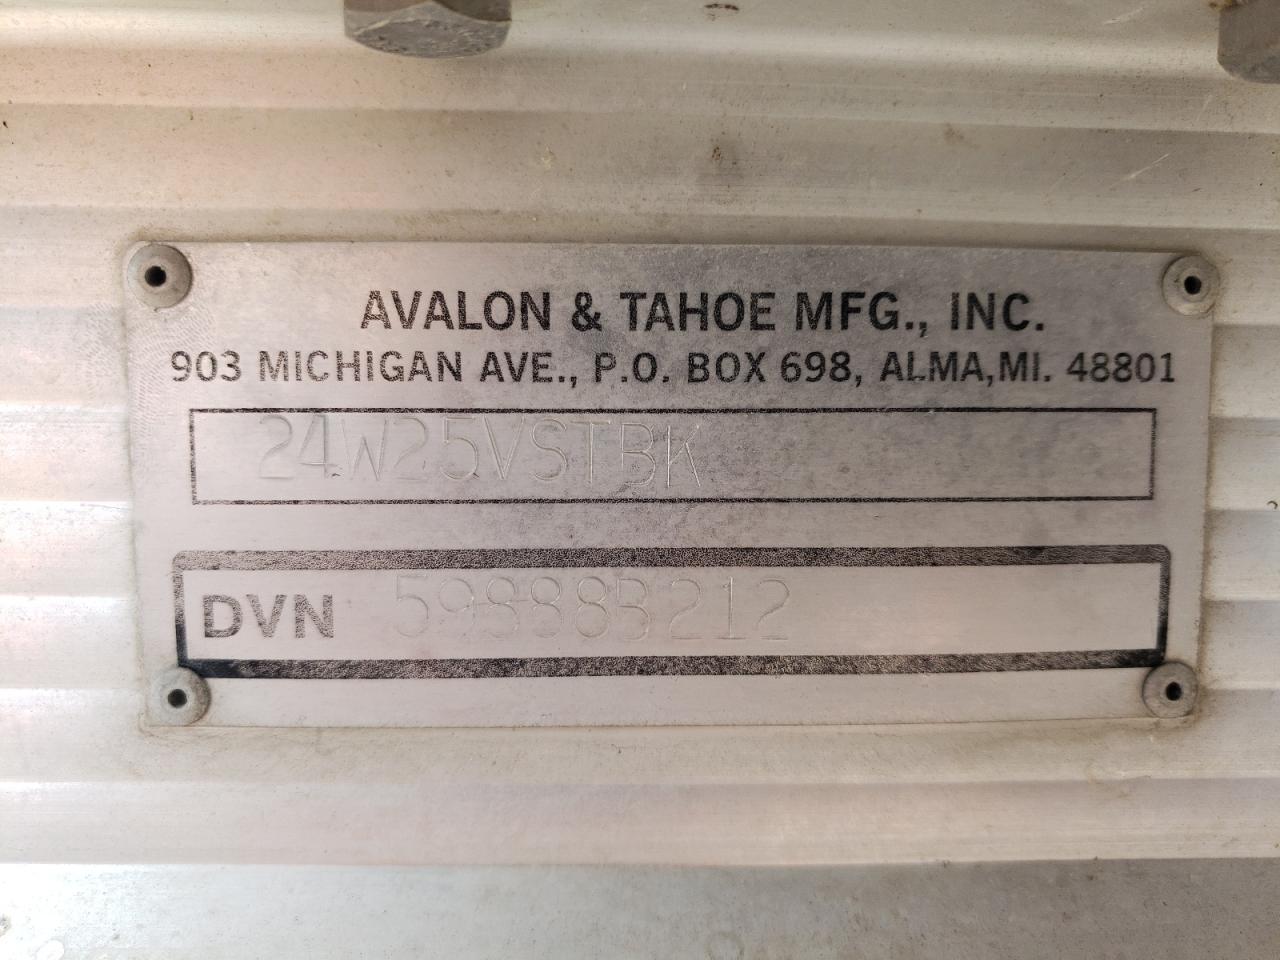 AVALON & TAHOE MFG., INC.
903 MICHIGAN AVE., P.O. BOX 698, ALMA, MI. 48801
24W25VSTBK
DVN 59888B212